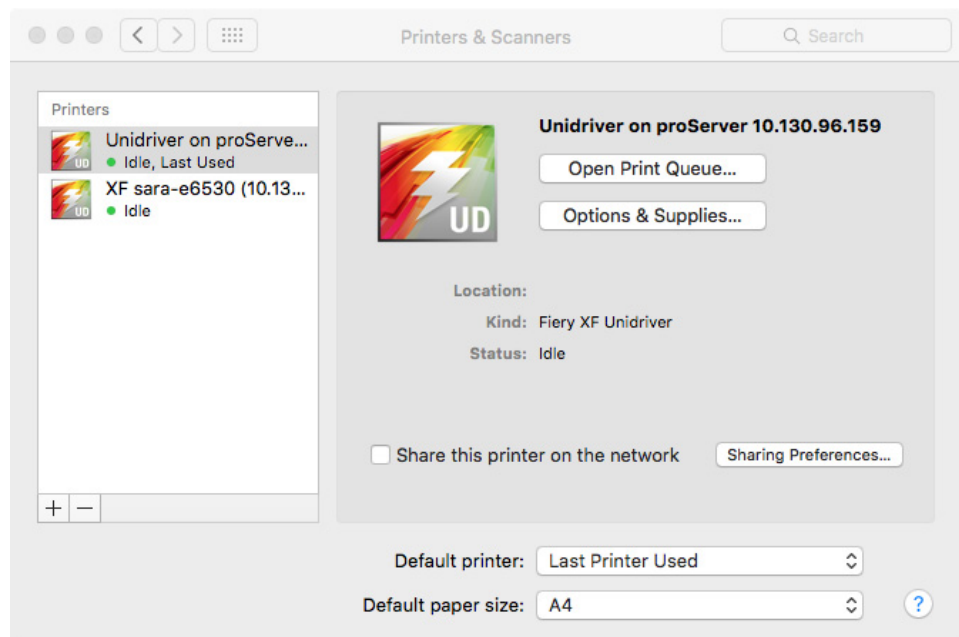 Printers & Scanners
Search
Printers
Unidriver on proServe...
UD
Idle, Last Used
XF sara-e6530 (10.13...
UD
Idle
UD
Unidriver on proServer 10.130.96.159
Open Print Queue...
Options & Supplies...
Location:
Kind: Fiery XF Unidriver
Status: Idle
Share this printer on the network
Sharing Preferences...
+ −
Default printer: Last Printer Used
Default paper size: A4
?